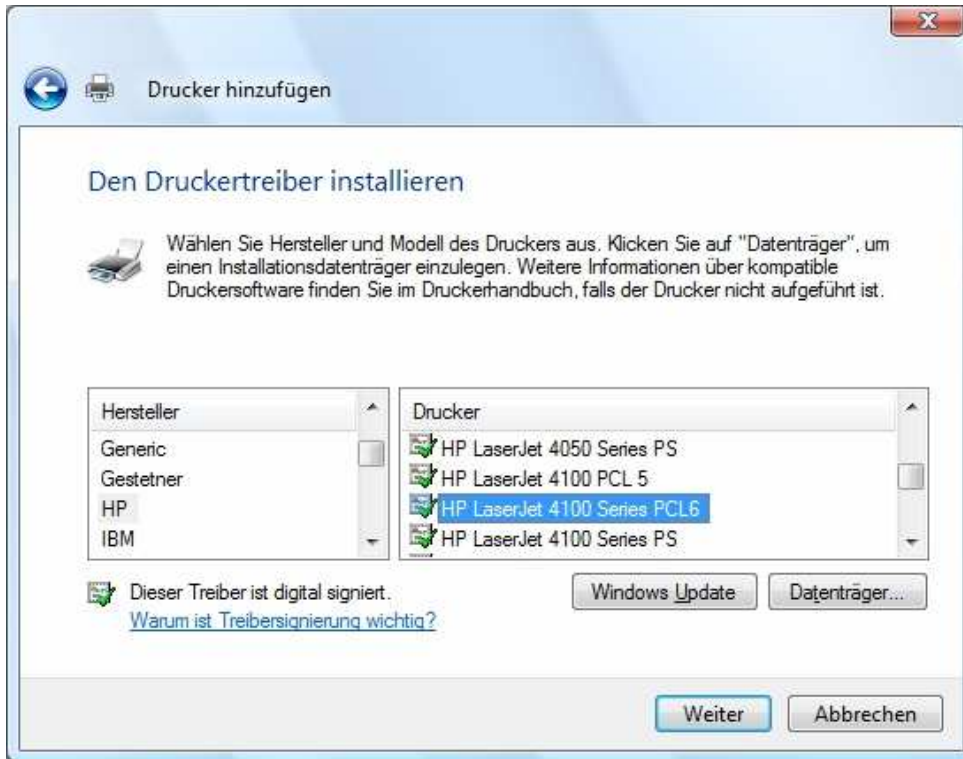 Drucker hinzufügen
Den Druckertreiber installieren
Wählen Sie Hersteller und Modell des Druckers aus. Klicken Sie auf "Datenträger", um
einen Installationsdatenträger einzulegen. Weitere Informationen über kompatible
Druckersoftware finden Sie im Druckerhandbuch, falls der Drucker nicht aufgeführt ist.
Hersteller
Generic
Gestetner
HP
IBM
Drucker
HP LaserJet 4050 Series PS
HP LaserJet 4100 PCL 5
HP LaserJet 4100 Series PCL6
HP LaserJet 4100 Series PS
Dieser Treiber ist digital signiert.
Warum ist Treibersignierung wichtig?
Windows Update
Datenträger...
Weiter
Abbrechen